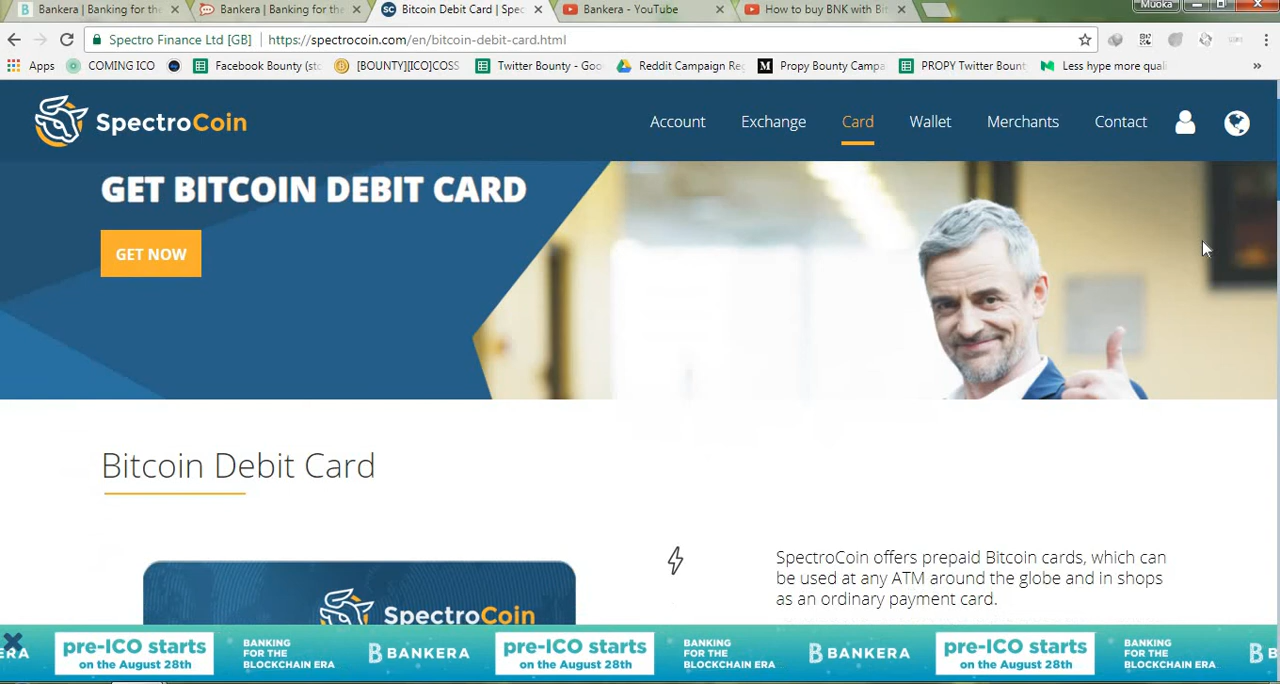 Muoka
Bankera | Banking for the
Bankera | Banking for the
Bitcoin Debit Card | Spec
Bankera - YouTube
How to buy BNK with Bit
Spectro Finance Ltd [GB]
https://spectrocoin.com/en/bitcoin-debit-card.html
Apps
COMING ICO
Facebook Bounty (sto
[BOUNTY][ICO]COSS
Twitter Bounty - Goo
Reddit Campaign Reg
Propy Bounty Campa
PROPY Twitter Bount
Less hype more quali
SpectroCoin
Account
Exchange
Card
Wallet
Merchants
Contact
GET BITCOIN DEBIT CARD
GET NOW
Bitcoin Debit Card
SpectroCoin offers prepaid Bitcoin cards, which can
be used at any ATM around the globe and in shops
as an ordinary payment card.
SpectroCoin
ERA
pre-ICO starts
on the August 28th
BANKING
FOR THE
BLOCKCHAIN ERA
BANKERA
pre-ICO starts
on the August 28th
BANKING
FOR THE
BLOCKCHAIN ERA
BANKERA
pre-ICO starts
on the August 28th
BANKING
FOR THE
BLOCKCHAIN ERA
B